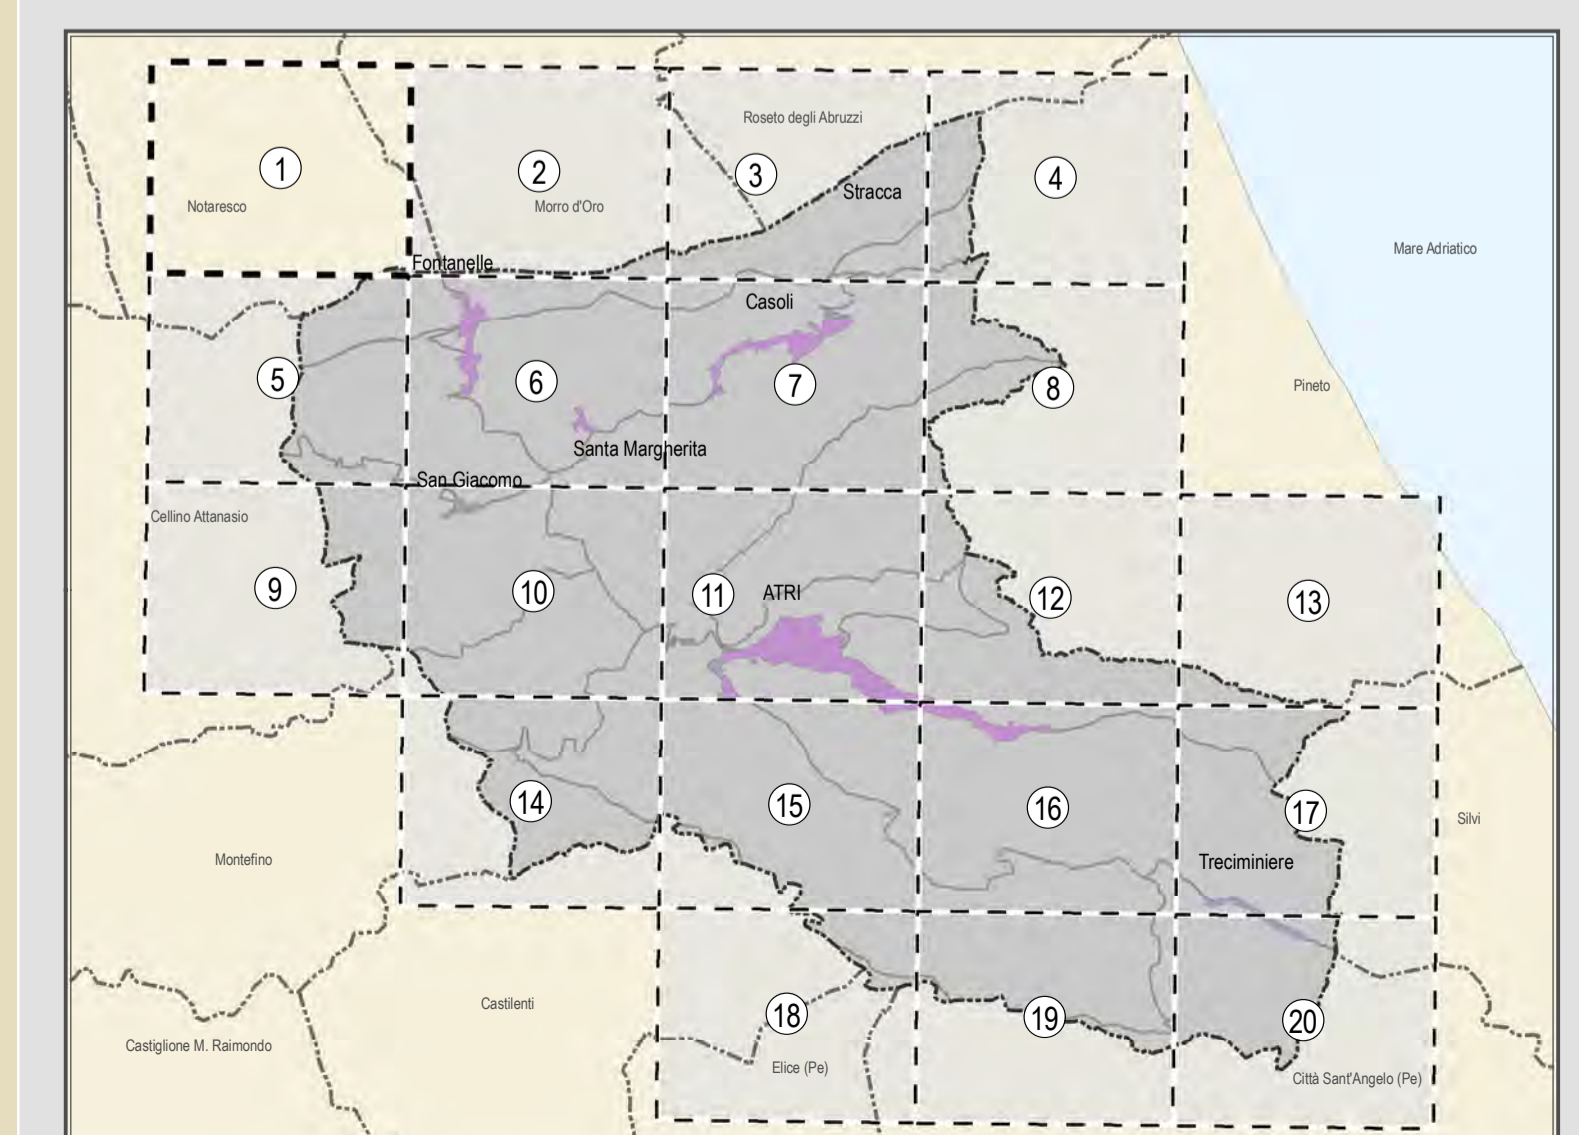 Roseto degli Abruzzi
1
2
3
4
Stracca
Notaresco
Morro d'Oro
Mare Adriatico
Fontanelle
Casoli
5
6
7
8
Pineto
Santa Margherita
San Giacomo
Cellino Attanasio
9
10
11
ATRI
12
13
14
15
16
17
Silvi
Montefino
Treciminiere
Castilenti
18
19
20
Castiglione M. Raimondo
Elice (Pe)
Città Sant'Angelo (Pe)